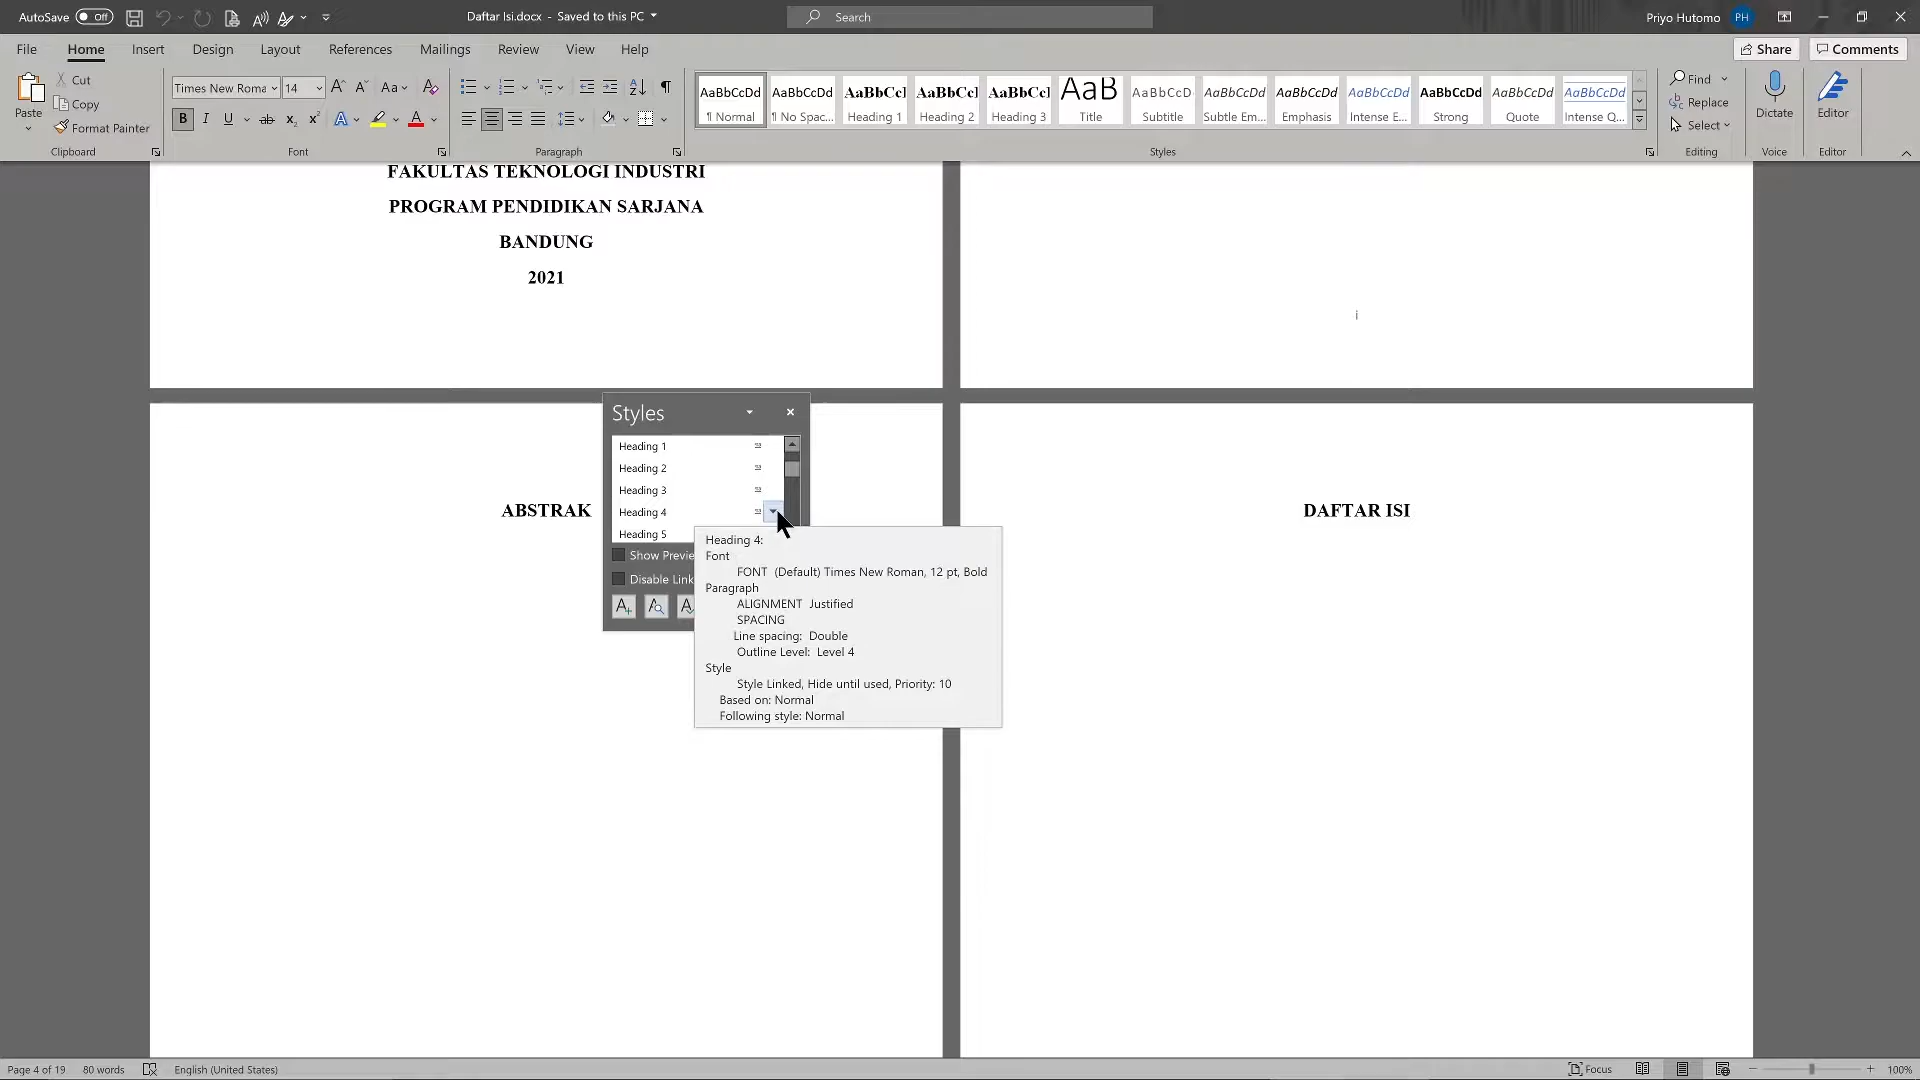 AutoSave Off Daftar Isi.docx - Saved to this PC Search Priyo Hutomo PH
File Home Insert Design Layout References Mailings Review View Help Share Comments
Paste
Cut
Copy
Format Painter
Clipboard
Times New Roma 14
Font
Paragraph
AaBbCcDd AaBbCcDd AaBbCcI AaBbCcI AaBbCcI AaB AaBbCcD AaBbCcDd AaBbCcDd AaBbCcDd AaBbCcDd AaBbCcDd AaBbCcDd
¶ Normal ¶ No Spac... Heading 1 Heading 2 Heading 3 Title Subtitle Subtle Em... Emphasis Intense E... Strong Quote Intense Q...
Styles
Find
Replace
Select
Editing
Dictate
Voice
Editor
Editor
FAKULTAS TEKNOLOGI INDUSTRI
PROGRAM PENDIDIKAN SARJANA
BANDUNG
2021
i
ABSTRAK
DAFTAR ISI
Styles
Heading 1
Heading 2
Heading 3
Heading 4
Heading 5
Show Previe
Disable Link
Heading 4:
Font
FONT (Default) Times New Roman, 12 pt, Bold
Paragraph
ALIGNMENT Justified
SPACING
Line spacing: Double
Outline Level: Level 4
Style
Style Linked, Hide until used, Priority: 10
Based on: Normal
Following style: Normal
Page 4 of 19 80 words English (United States) Focus 100%